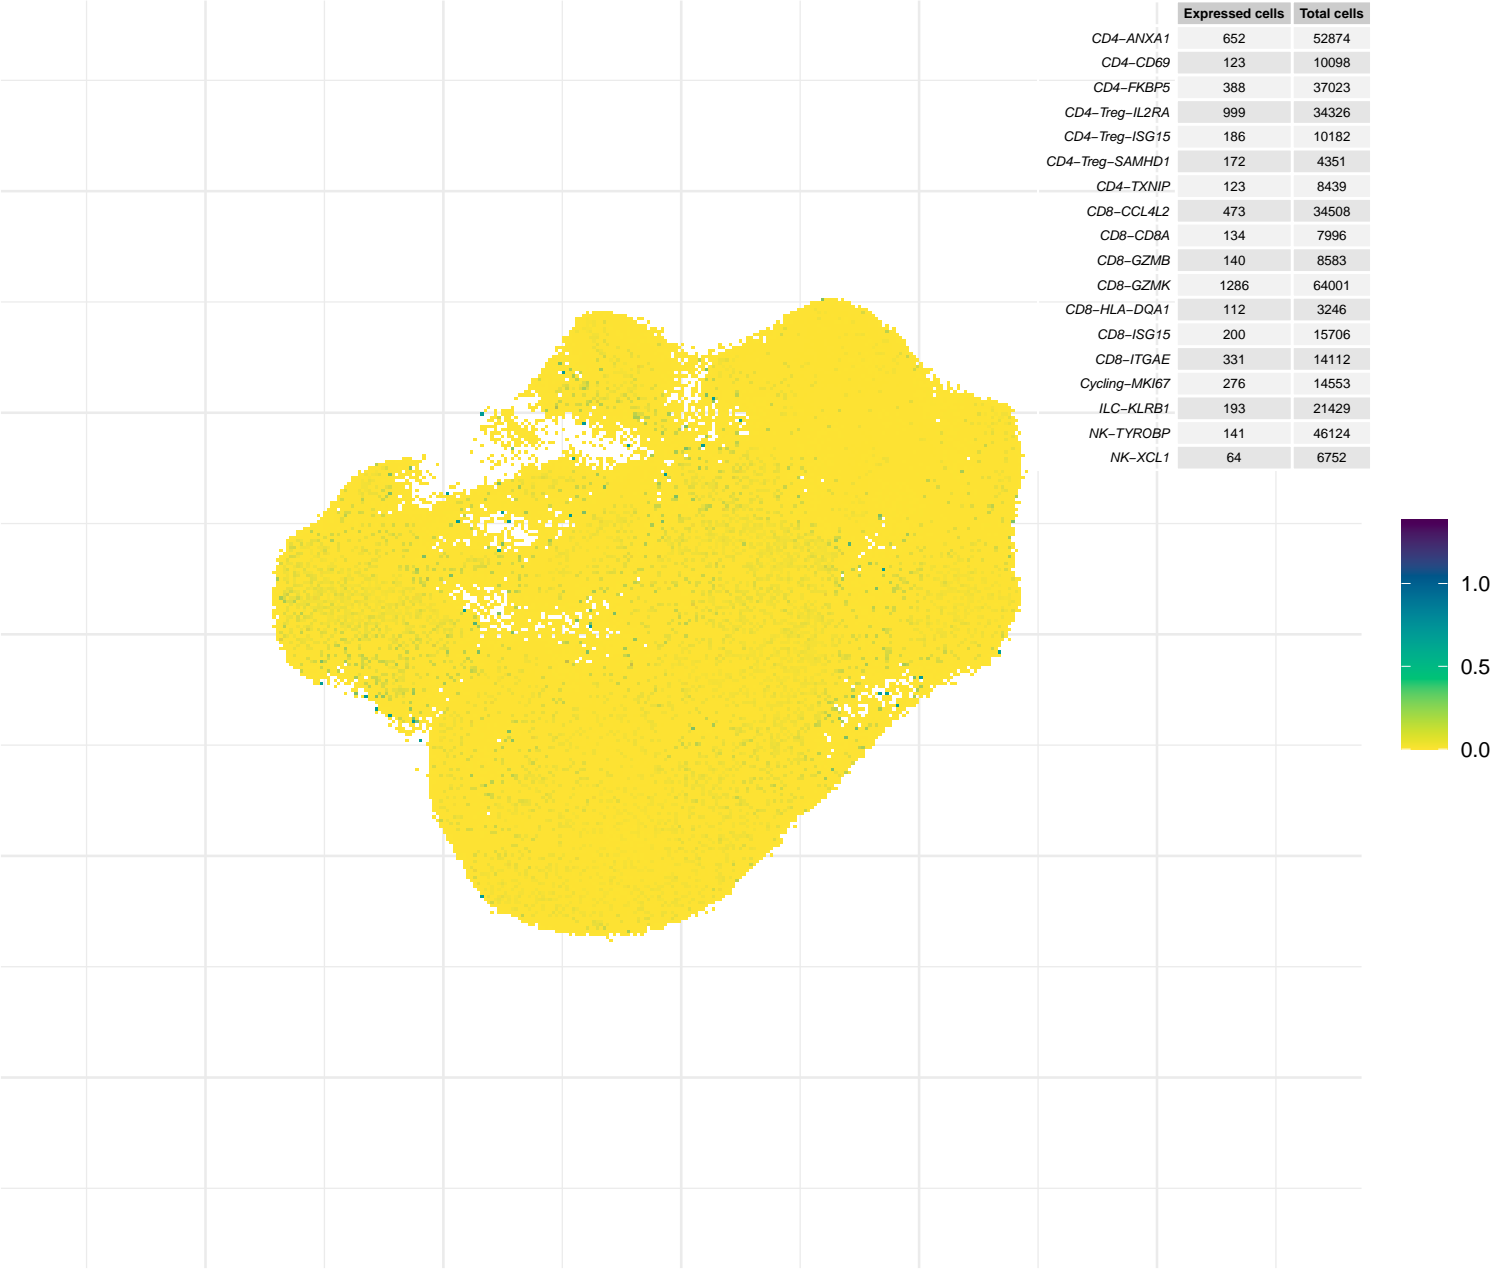 Expressed cells Total cells
CD4−ANXA1 652 52874
CD4−CD69 123 10098
CD4−FKBP5 388 37023
CD4−Treg−IL2RA 999 34326
CD4−Treg−ISG15 186 10182
CD4−Treg−SAMHD1 172 4351
CD4−TXNIP 123 8439
CD8−CCL4L2 473 34508
CD8−CD8A 134 7996
CD8−GZMB 140 8583
CD8−GZMK 1286 64001
CD8−HLA−DQA1 112 3246
CD8−ISG15 200 15706
CD8−ITGAE 331 14112
Cycling−MKI67 276 14553
ILC−KLRB1 193 21429
NK−TYROBP 141 46124
NK−XCL1 64 6752
1.0
0.5
0.0